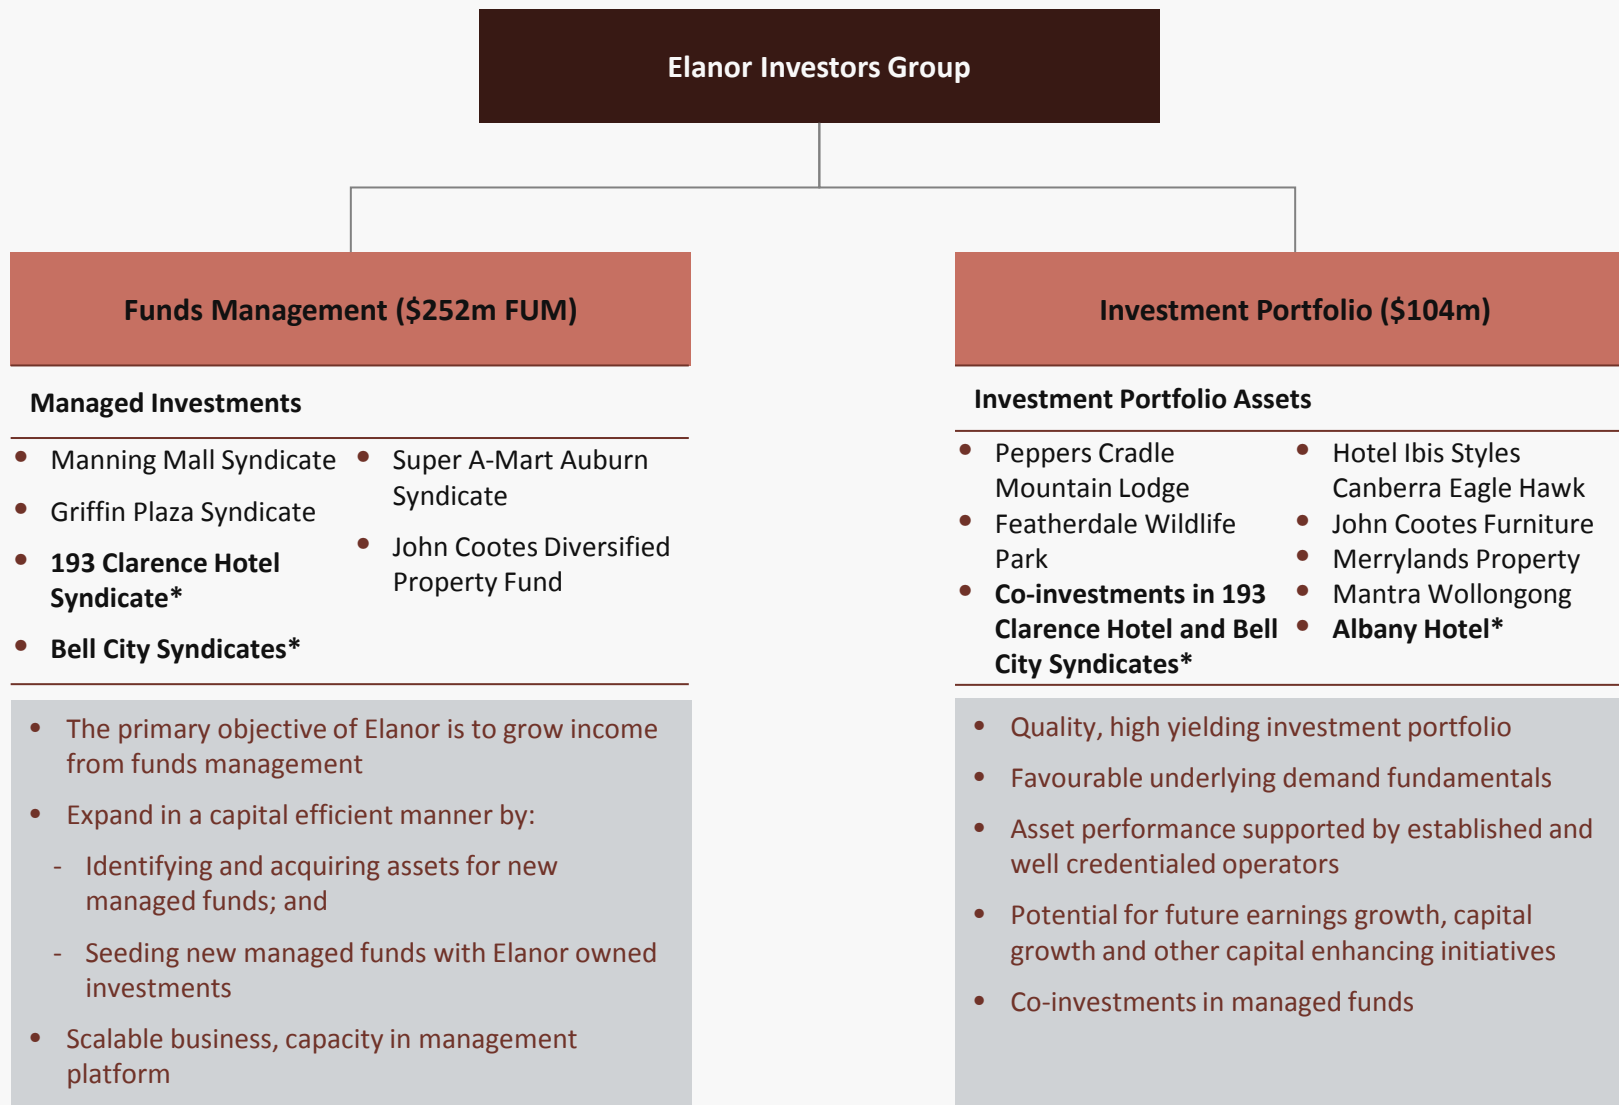 Elanor Investors Group
Funds Management ($252m FUM)
Managed Investments
• Manning Mall Syndicate
• Griffin Plaza Syndicate
• 193 Clarence Hotel
Syndicate*
• Bell City Syndicates*
• Super A-Mart Auburn
Syndicate
• John Cootes Diversified
Property Fund
• The primary objective of Elanor is to grow income
from funds management
• Expand in a capital efficient manner by:
- Identifying and acquiring assets for new
managed funds; and
- Seeding new managed funds with Elanor owned
investments
• Scalable business, capacity in management
platform
Investment Portfolio ($104m)
Investment Portfolio Assets
• Peppers Cradle
Mountain Lodge
• Featherdale Wildlife
Park
• Co-investments in 193
Clarence Hotel and Bell
City Syndicates*
• Hotel Ibis Styles
Canberra Eagle Hawk
• John Cootes Furniture
• Merrylands Property
• Mantra Wollongong
• Albany Hotel*
• Quality, high yielding investment portfolio
• Favourable underlying demand fundamentals
• Asset performance supported by established and
well credentialed operators
• Potential for future earnings growth, capital
growth and other capital enhancing initiatives
• Co-investments in managed funds